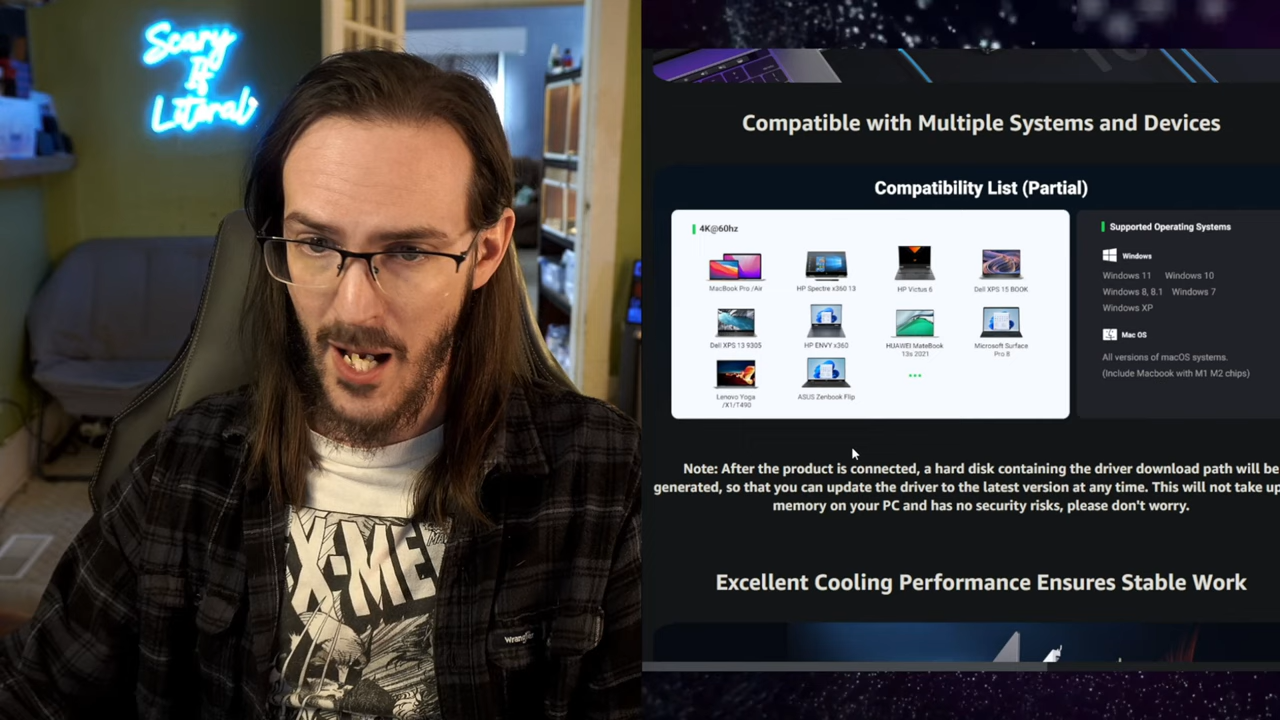 Scary
If
Literal
X-ME
Wrangler
Compatible with Multiple Systems and Devices
Compatibility List (Partial)
4K@60hz
MacBook Pro /Air
HP Spectre x360 13
HP Victus 6
Dell XPS 15 BOOK
Dell XPS 13 9305
HP ENVY x360
HUAWEI MateBook
13s 2021
Microsoft Surface
Pro 8
Lenovo Yoga
/X1/T490
ASUS Zenbook Flip
Supported Operating Systems
Windows
Windows 11 Windows 10
Windows 8, 8.1 Windows 7
Windows XP
Mac OS
All versions of macOS systems.
(Include Macbook with M1 M2 chips)
Note: After the product is connected, a hard disk containing the driver download path will be
generated, so that you can update the driver to the latest version at any time. This will not take up
memory on your PC and has no security risks, please don't worry.
Excellent Cooling Performance Ensures Stable Work